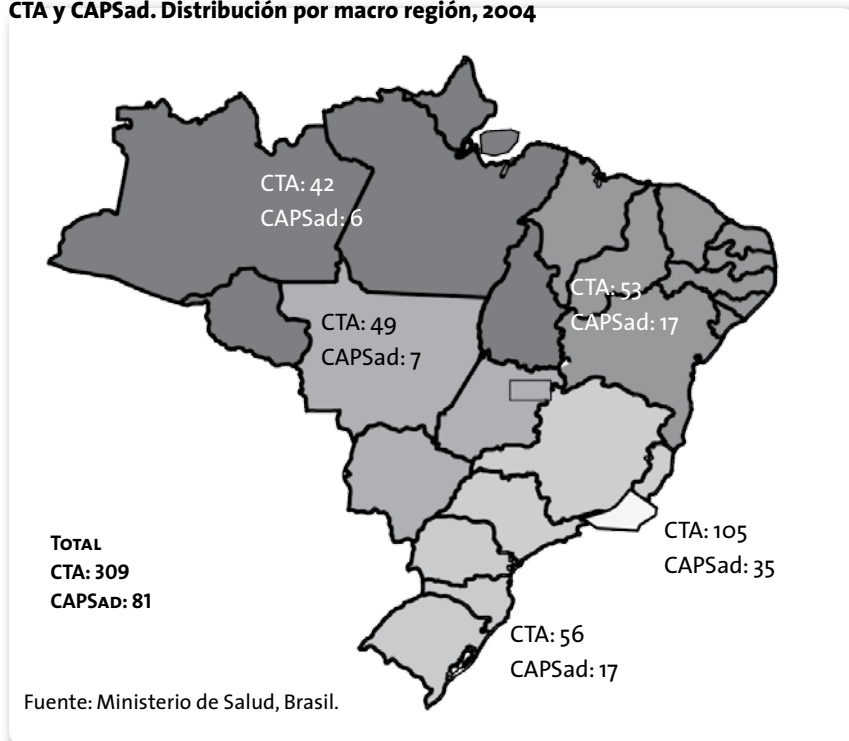 CTA y CAPSad. Distribución por macro región, 2004
CTA: 42
CAPSad: 6
CTA: 53
CAPSad: 17
CTA: 49
CAPSad: 7
CTA: 105
CAPSad: 35
Total
CTA: 309
CAPSad: 81
CTA: 56
CAPSad: 17
Fuente: Ministerio de Salud, Brasil.